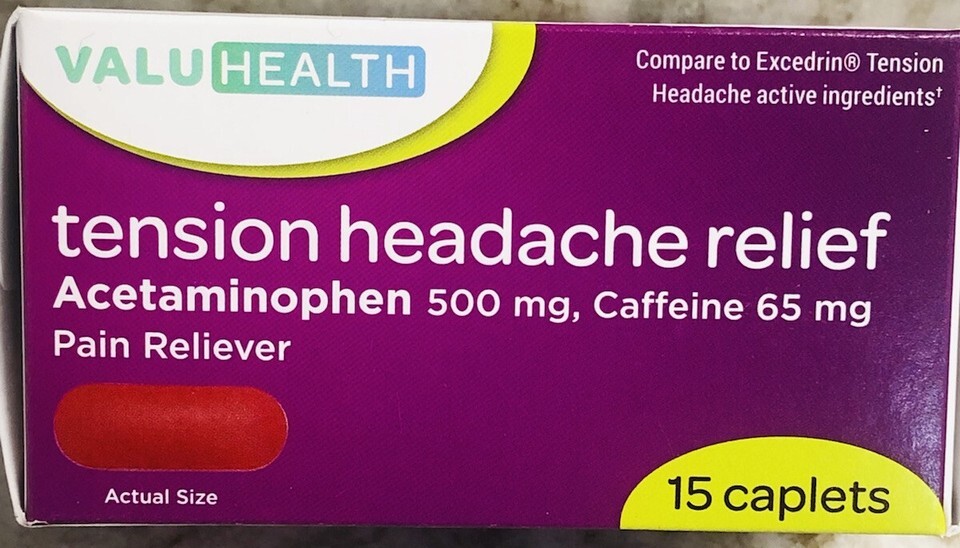 VALUHEALTH
Compare to Excedrin® Tension
Headache active ingredients†
tension headache relief
Acetaminophen 500 mg, Caffeine 65 mg
Pain Reliever
Actual Size
15 caplets